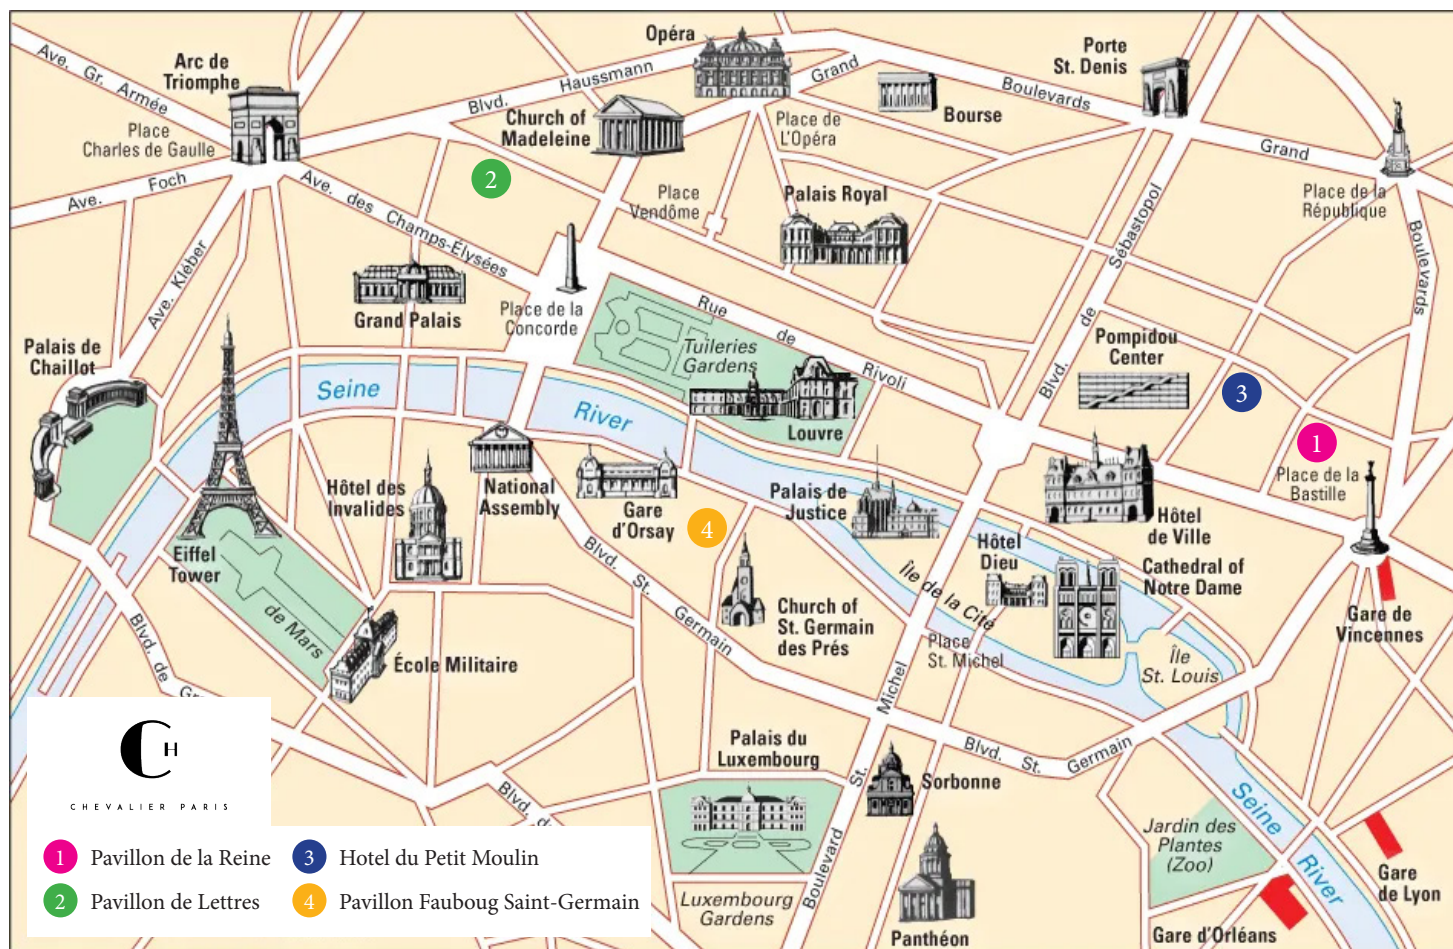 Opéra
Arc de
Triomphe
Porte
St. Denis
Ave. Gr. Armée
Blvd. Haussmann
Grand
Boulevards
Place
Charles de Gaulle
Church of
Madeleine
Bourse
Place de
L'Opéra
Grand
Boulevards
Ave. Foch
2
Ave. des Champs-Élysées
Place
Vendôme
Palais Royal
Place de la
République
Blvd. de Sébastopol
Ave. Kléber
Grand Palais
Place de la
Concorde
Rue de Rivoli
Palais de
Chaillot
Tuileries
Gardens
Pompidou
Center
Seine
River
3
Louvre
1
Place de la
Bastille
Hôtel des
Invalides
National
Assembly
Gare
d'Orsay
4
Palais de
Justice
Hôtel
de Ville
Eiffel
Tower
Blvd. St. Germain
Hôtel
Dieu
Cathedral of
Notre Dame
Île de la Cité
de Mars
Church of
St. Germain
des Prés
Place
St. Michel
Gare de
Vincennes
École Militaire
Île
St. Louis
Blvd. de
Boulevard St. Michel
Palais du
Luxembourg
Blvd. St. Germain
Sorbonne
Blvd.
Seine
River
Jardin des
Plantes
(Zoo)
Gare
de Lyon
Luxembourg
Gardens
Panthéon
Gare d'Orléans
CH
CHEVALIER PARIS
1 Pavillon de la Reine
2 Pavillon de Lettres
3 Hotel du Petit Moulin
4 Pavillon Fauboug Saint-Germain